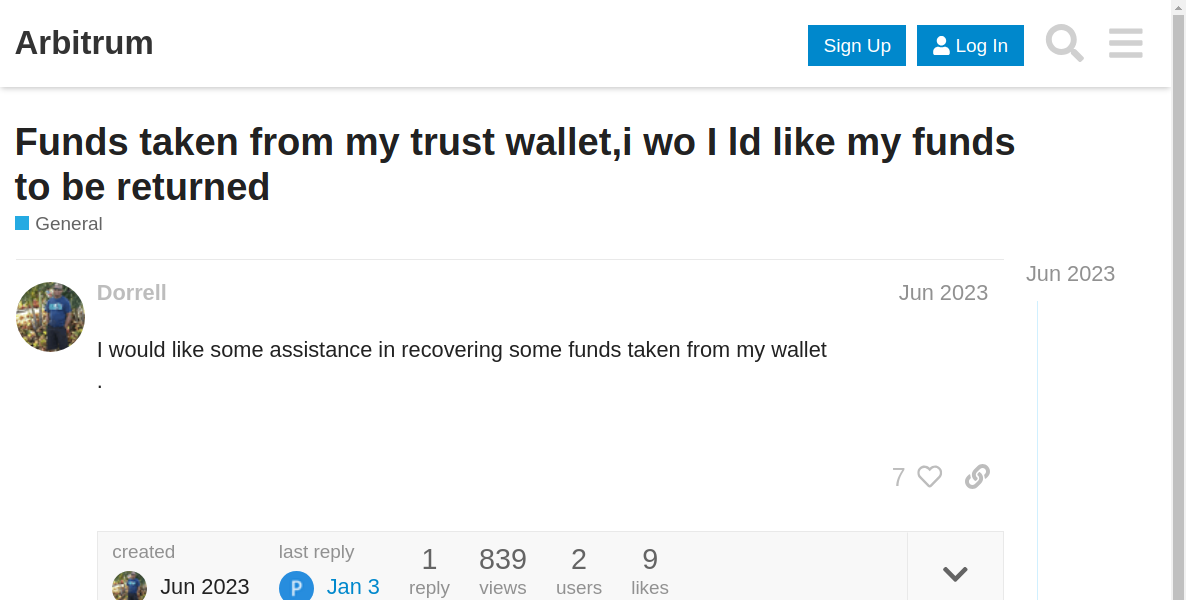 Arbitrum
Sign Up
Log In
Funds taken from my trust wallet,i wo I ld like my funds
to be returned
General
Jun 2023
Dorrell
Jun 2023
I would like some assistance in recovering some funds taken from my wallet
.
7
created
last reply
1
839
2
9
Jun 2023
P
Jan 3
reply
views
users
likes